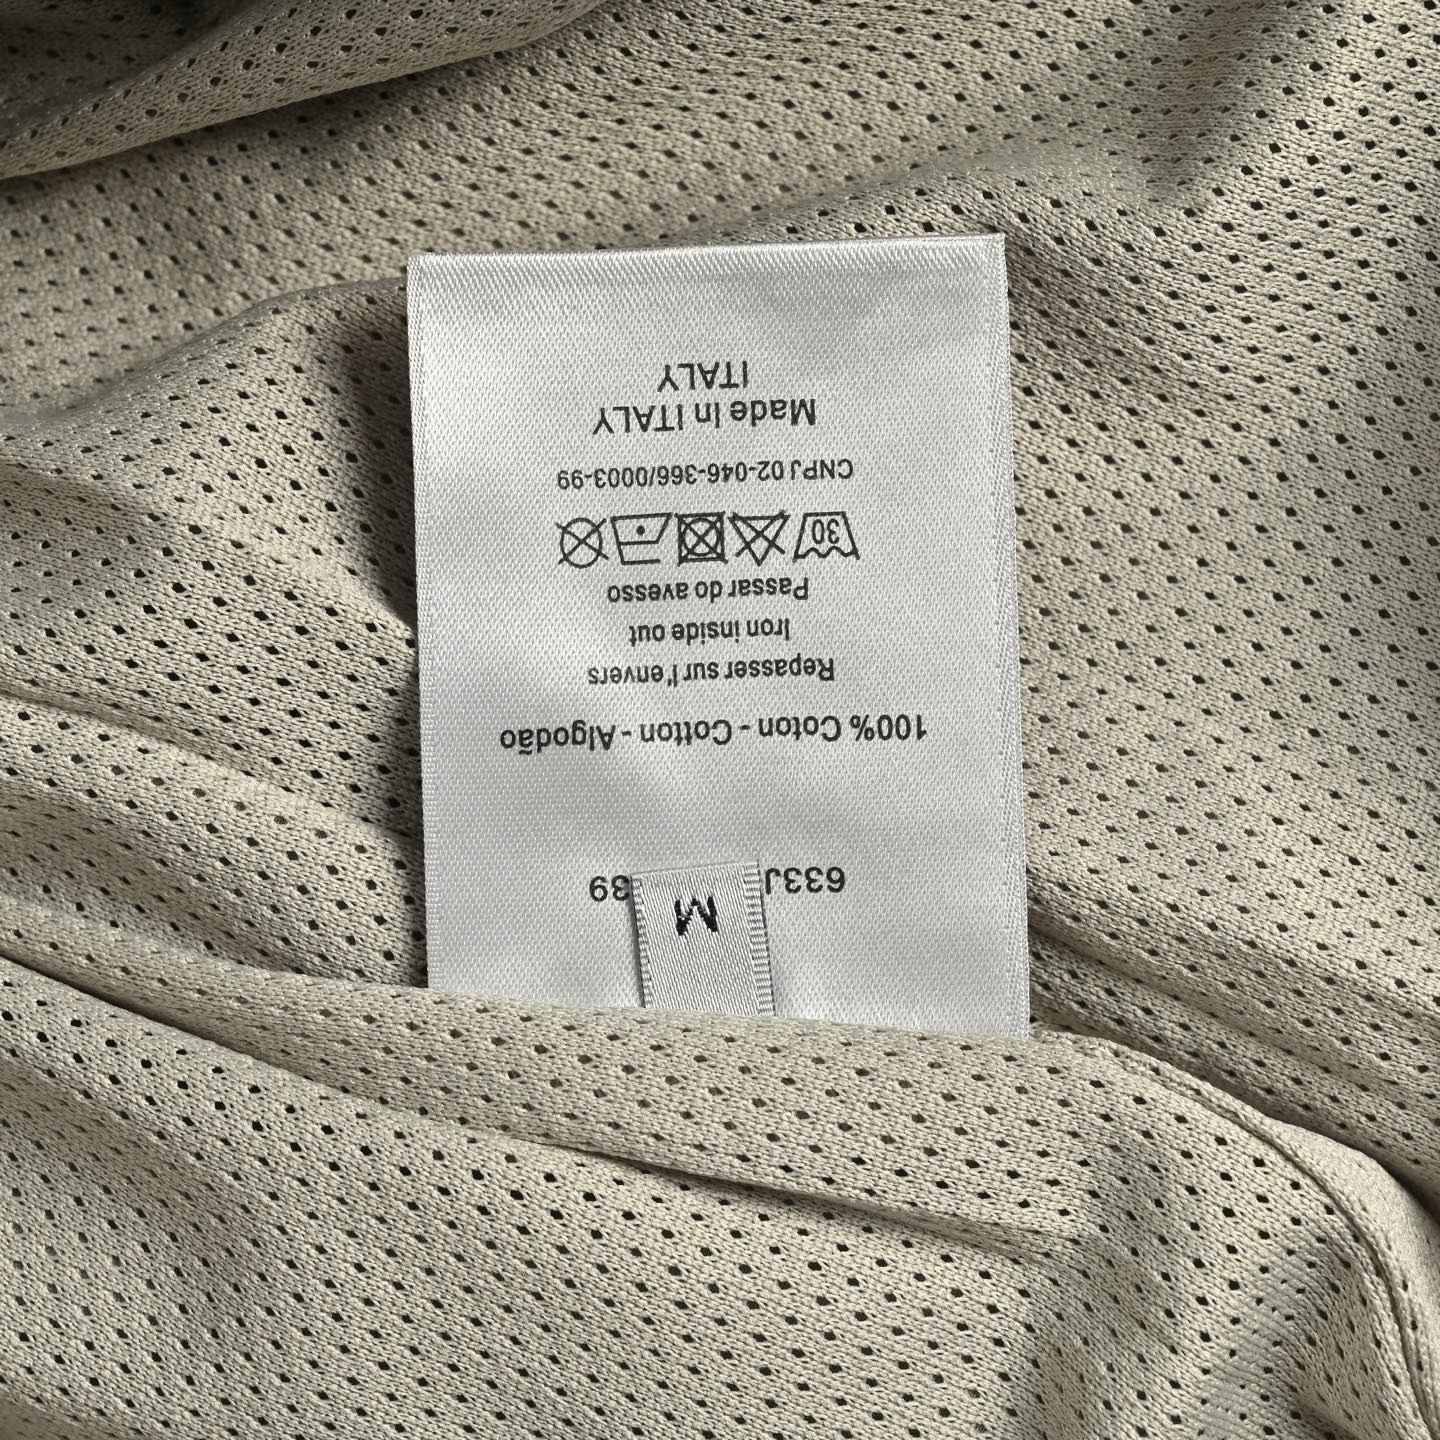 633J 39
M
100% Coton - Cotton - Algodão
Repasser sur l'envers
Iron inside out
Passar do avesso
30
CNPJ 02-046-366/0003-99
Made In ITALY
ITALY